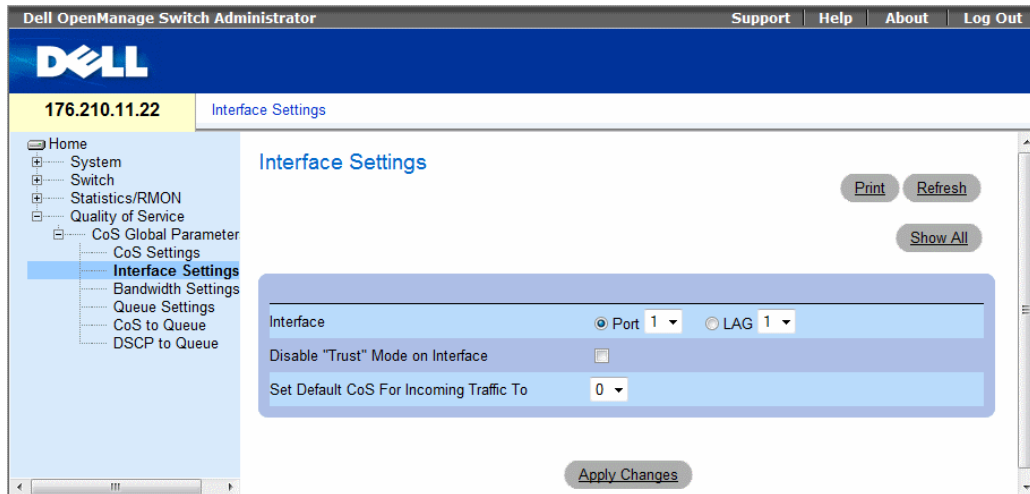 Dell OpenManage Switch Administrator Support Help About Log Out
DELL
176.210.11.22 Interface Settings
Home
System
Switch
Statistics/RMON
Quality of Service
CoS Global Parameter
CoS Settings
Interface Settings
Bandwidth Settings
Queue Settings
CoS to Queue
DSCP to Queue
Interface Settings
Print Refresh
Show All
Interface Port 1 LAG 1
Disable "Trust" Mode on Interface
Set Default CoS For Incoming Traffic To 0
Apply Changes